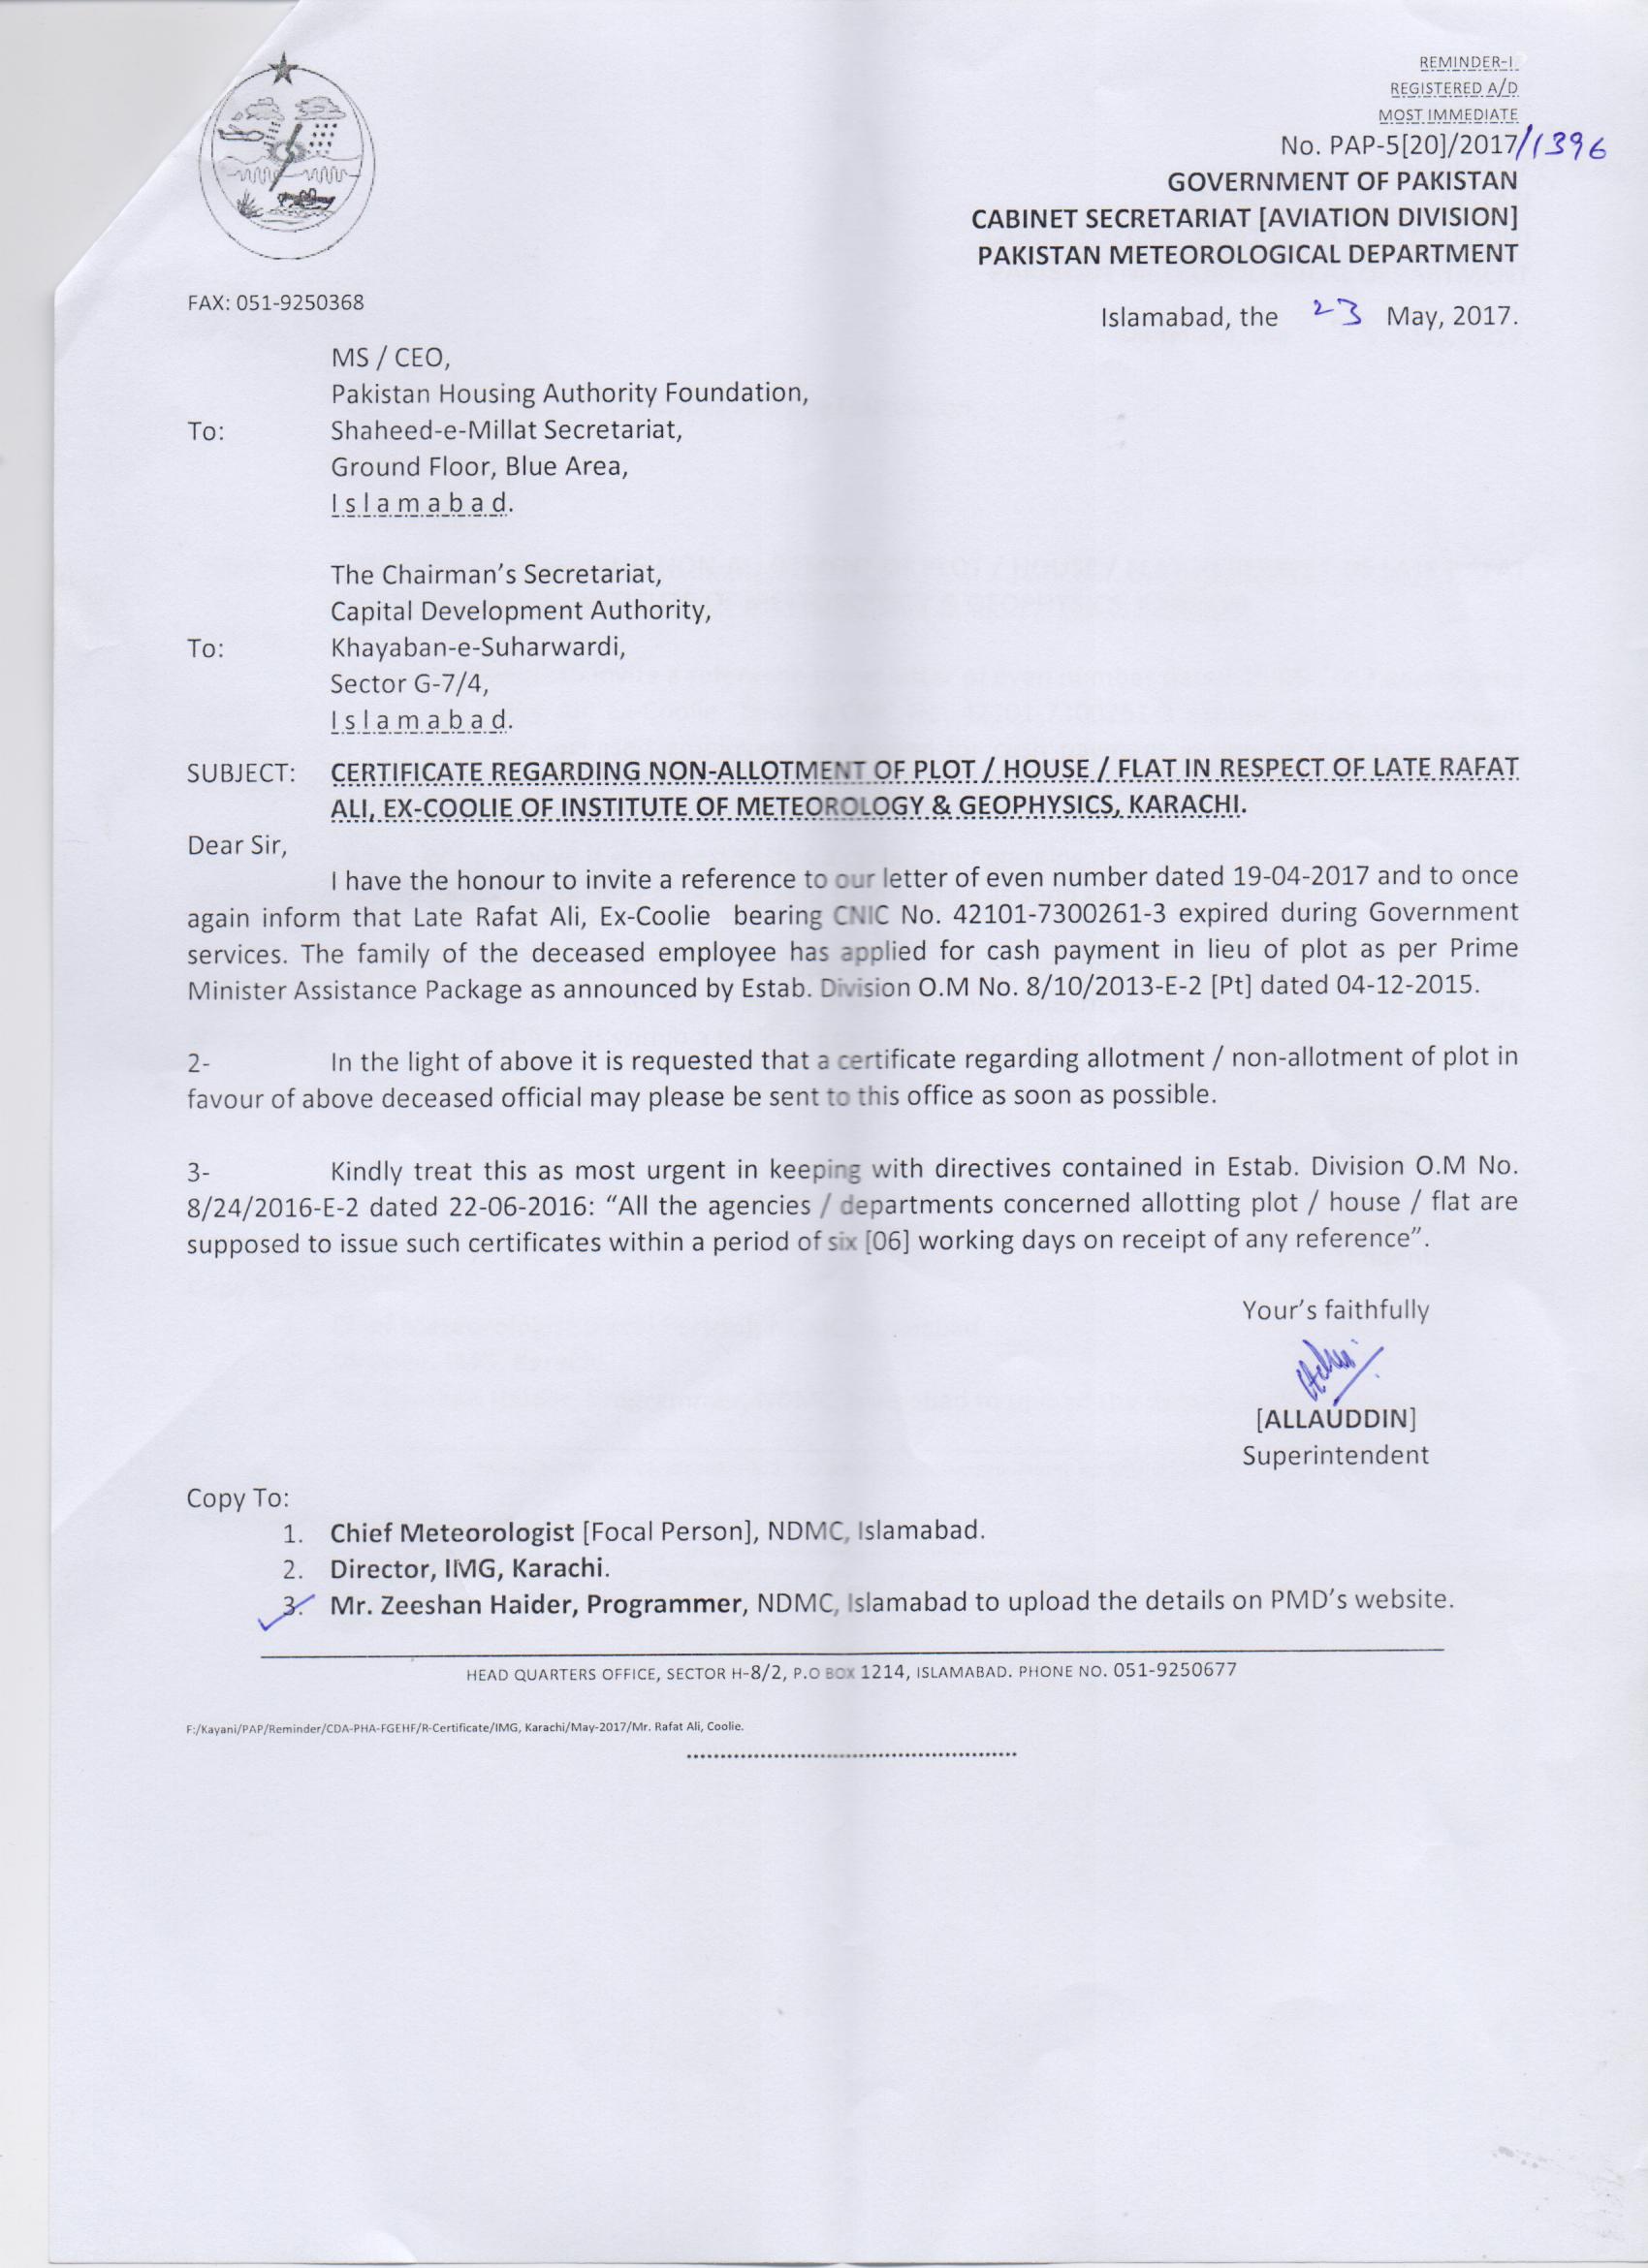 REMINDER-I
REGISTERED A/D
MOST IMMEDIATE
No. PAP-5[20]/2017/1396
GOVERNMENT OF PAKISTAN
CABINET SECRETARIAT [AVIATION DIVISION]
PAKISTAN METEOROLOGICAL DEPARTMENT
FAX: 051-9250368
Islamabad, the 23 May, 2017.
MS / CEO,
Pakistan Housing Authority Foundation,
To: Shaheed-e-Millat Secretariat,
Ground Floor, Blue Area,
Islamabad.
The Chairman's Secretariat,
Capital Development Authority,
To: Khayaban-e-Suharwardi,
Sector G-7/4,
Islamabad.
SUBJECT: CERTIFICATE REGARDING NON-ALLOTMENT OF PLOT / HOUSE / FLAT IN RESPECT OF LATE RAFAT
ALI, EX-COOLIE OF INSTITUTE OF METEOROLOGY & GEOPHYSICS, KARACHI.
Dear Sir,
I have the honour to invite a reference to our letter of even number dated 19-04-2017 and to once
again inform that Late Rafat Ali, Ex-Coolie bearing CNIC No. 42101-7300261-3 expired during Government
services. The family of the deceased employee has applied for cash payment in lieu of plot as per Prime
Minister Assistance Package as announced by Estab. Division O.M No. 8/10/2013-E-2 [Pt] dated 04-12-2015.
2- In the light of above it is requested that a certificate regarding allotment / non-allotment of plot in
favour of above deceased official may please be sent to this office as soon as possible.
3- Kindly treat this as most urgent in keeping with directives contained in Estab. Division O.M No.
8/24/2016-E-2 dated 22-06-2016: “All the agencies / departments concerned allotting plot / house / flat are
supposed to issue such certificates within a period of six [06] working days on receipt of any reference”.
Your's faithfully
[ALLAUDDIN]
Superintendent
Copy To:
1. Chief Meteorologist [Focal Person], NDMC, Islamabad.
2. Director, IMG, Karachi.
3. Mr. Zeeshan Haider, Programmer, NDMC, Islamabad to upload the details on PMD's website.
HEAD QUARTERS OFFICE, SECTOR H-8/2, P.O BOX 1214, ISLAMABAD. PHONE NO. 051-9250677
F:/Kayani/PAP/Reminder/CDA-PHA-FGEHF/R-Certificate/IMG, Karachi/May-2017/Mr. Rafat Ali, Coolie.